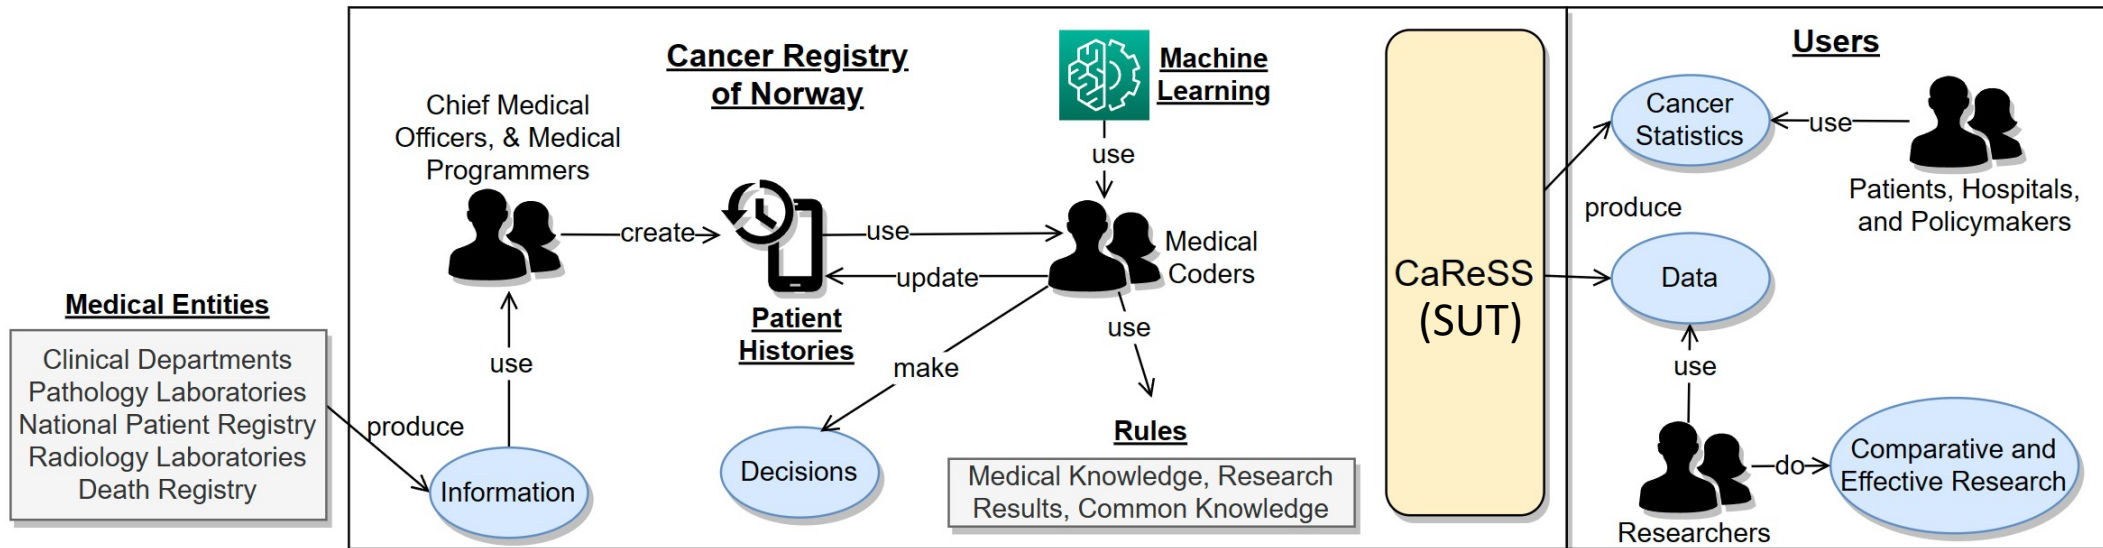 Medical Entities
Clinical Departments
Pathology Laboratories
National Patient Registry
Radiology Laboratories
Death Registry
produce
Information
use
Cancer Registry
of Norway
Chief Medical
Officers, & Medical
Programmers
create
Patient
Histories
use
update
Machine
Learning
use
Medical
Coders
make
Decisions
use
Rules
Medical Knowledge, Research
Results, Common Knowledge
CaReSS
(SUT)
Users
produce
Cancer
Statistics
use
Patients, Hospitals,
and Policymakers
Data
use
Researchers
do
Comparative and
Effective Research